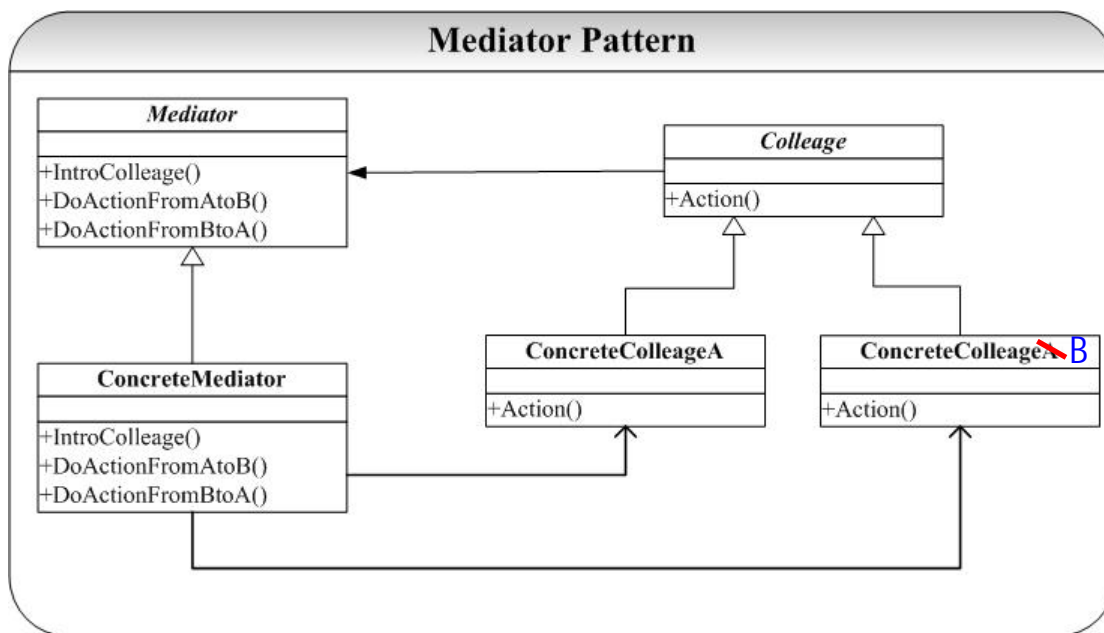 Mediator Pattern
Mediator
+IntroColleage()
+DoActionFromAtoB()
+DoActionFromBtoA()
Colleage
+Action()
ConcreteMediator
+IntroColleage()
+DoActionFromAtoB()
+DoActionFromBtoA()
ConcreteColleageA
+Action()
ConcreteColleageA B
+Action()